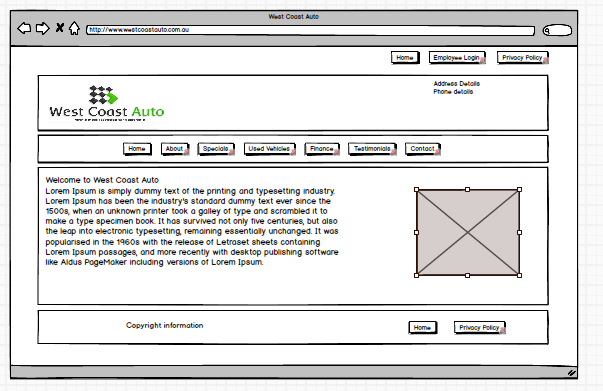 West Coast Auto
http://www.westcoastauto.com.au
Home
Employee Login
Privacy Policy
Address Details
Phone details
West Coast Auto
Home
About
Specials
Used Vehicles
Finance
Testimonials
Contact
Welcome to West Coast Auto
Lorem Ipsum is simply dummy text of the printing and typesetting industry.
Lorem Ipsum has been the industry's standard dummy text ever since the
1500s, when an unknown printer took a galley of type and scrambled it to
make a type specimen book. It has survived not only five centuries, but also
the leap into electronic typesetting, remaining essentially unchanged. It was
popularised in the 1960s with the release of Letraset sheets containing
Lorem Ipsum passages, and more recently with desktop publishing software
like Aldus PageMaker including versions of Lorem Ipsum.
Copyright information
Home
Privacy Policy